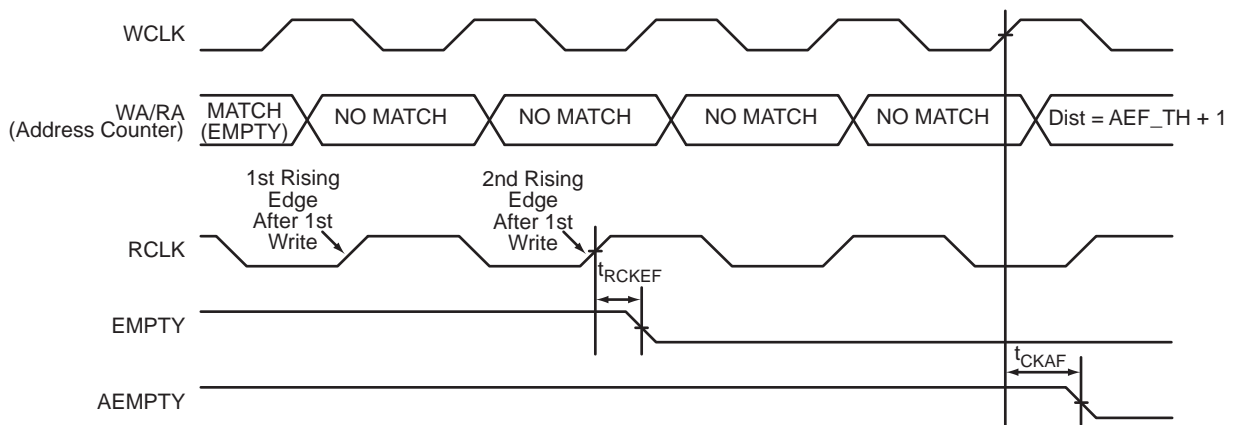 WCLK
WA/RA
(Address Counter)
MATCH
(EMPTY)
NO MATCH
NO MATCH
NO MATCH
NO MATCH
Dist = AEF_TH + 1
1st Rising
Edge
After 1st
Write
2nd Rising
Edge
After 1st
Write
RCLK
tRCKEF
EMPTY
tCKAF
AEMPTY